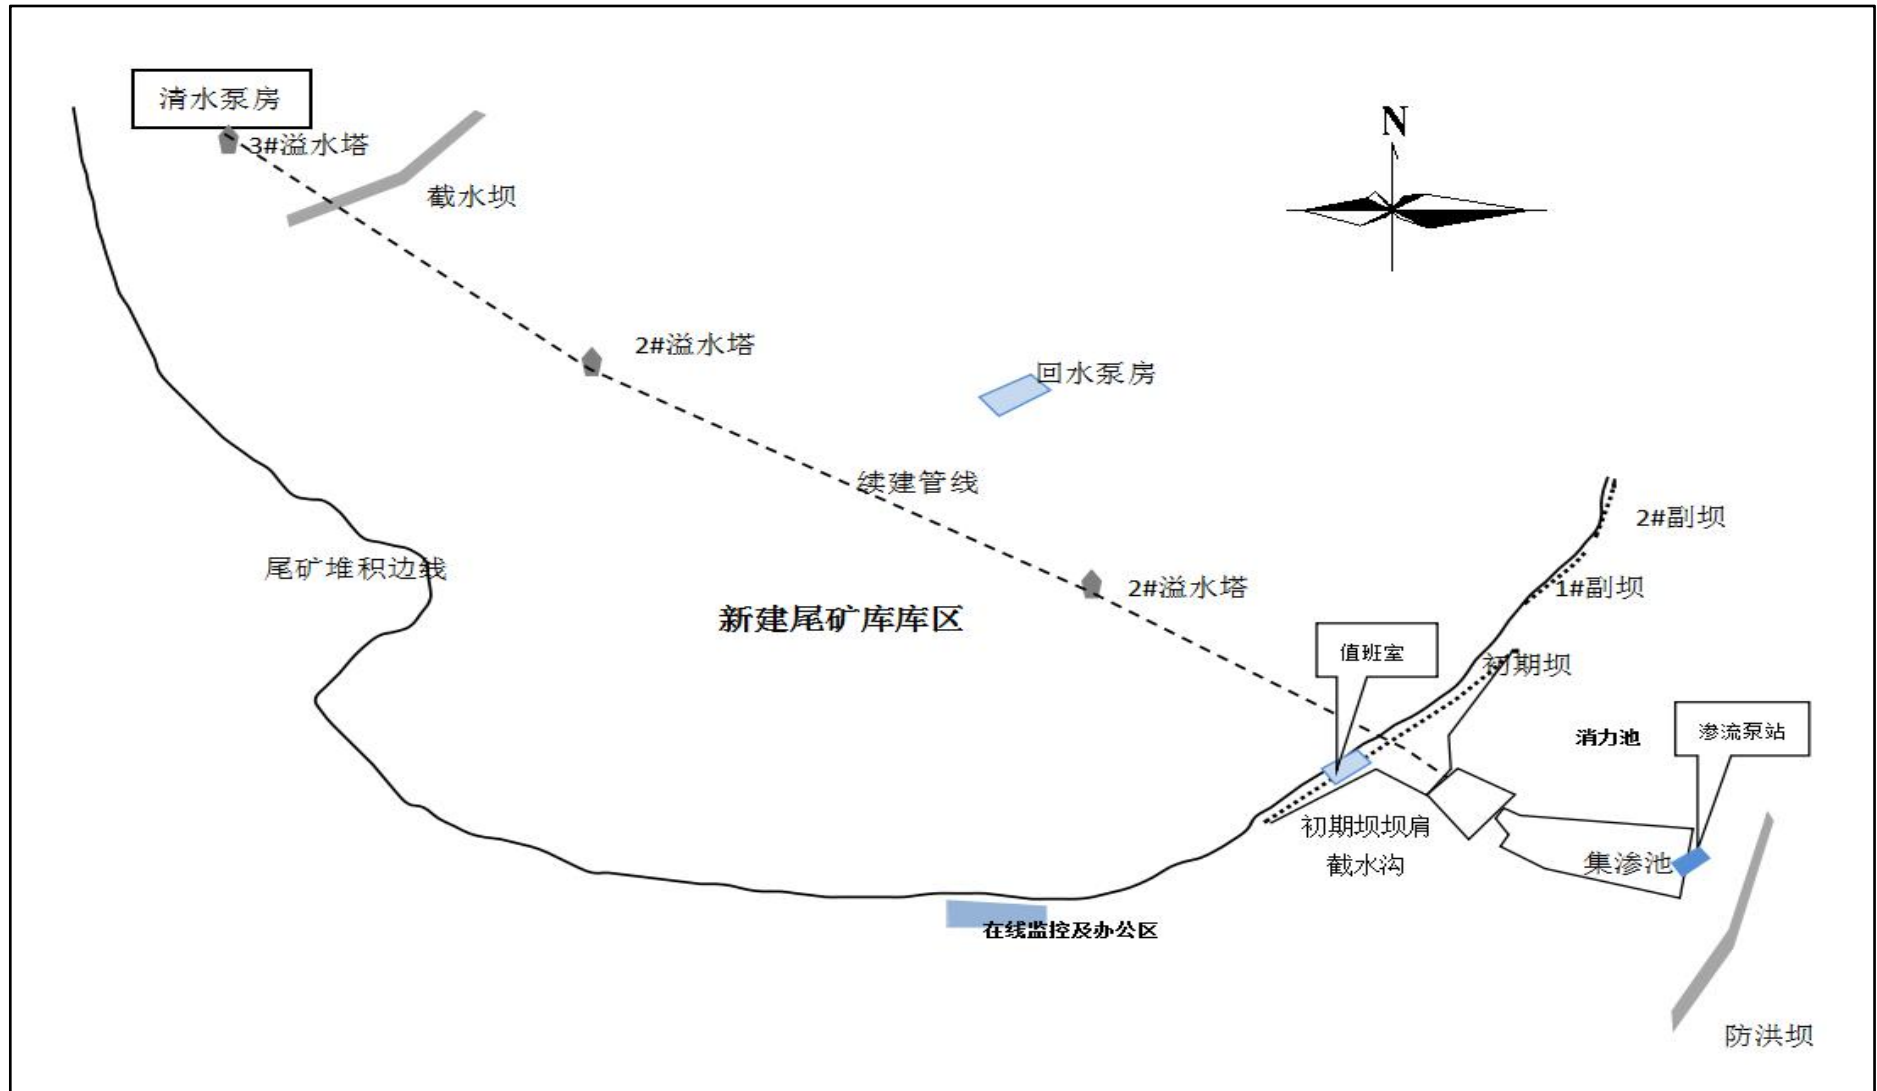 清水泵房
N
3#溢水塔
截水坝
2#溢水塔
回水泵房
续建管线
2#副坝
尾矿堆积边线
2#溢水塔
1#副坝
新建尾矿库库区
值班室
初期坝
消力池
渗流泵站
初期坝坝肩
截水沟
集渗池
在线监控及办公区
防洪坝